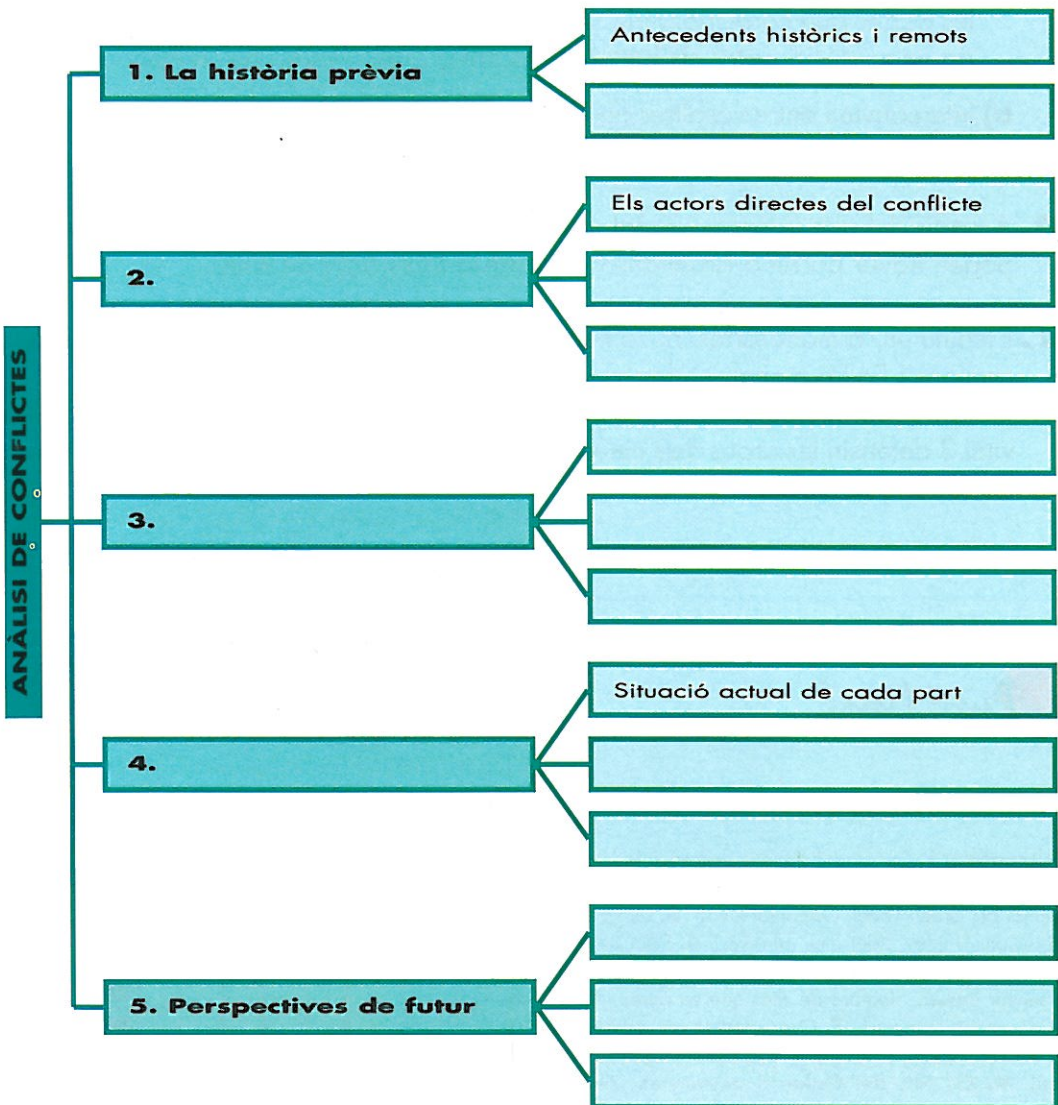 ANÀLISI DE CONFLICTES
1. La història prèvia
Antecedents històrics i remots
2.
Els actors directes del conflicte
3.
4.
Situació actual de cada part
5. Perspectives de futur